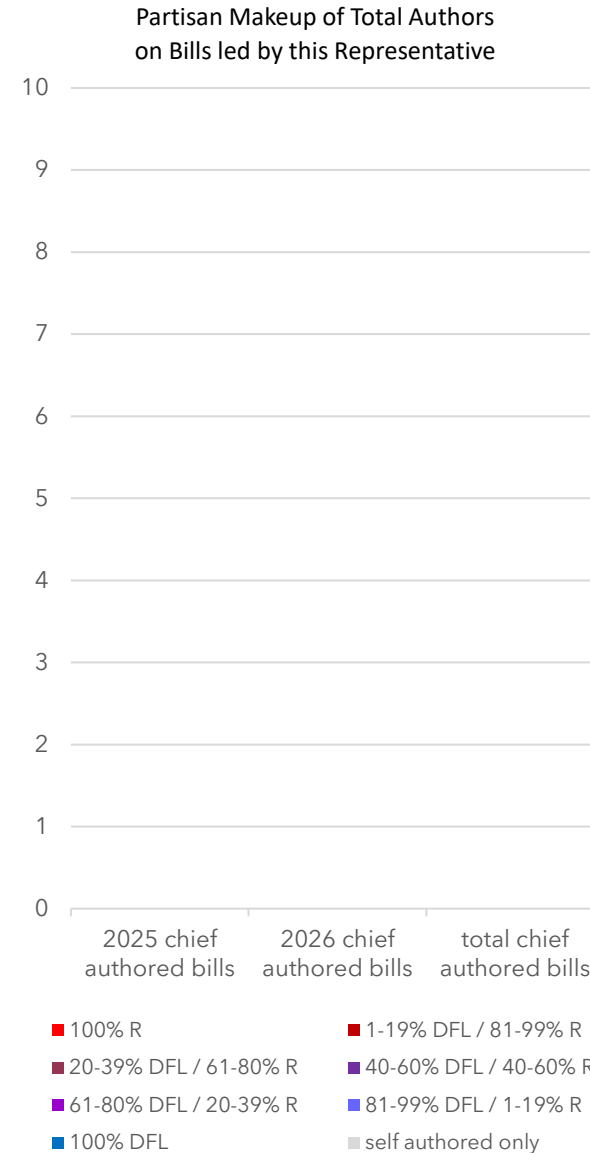 Partisan Makeup of Total Authors
on Bills led by this Representative
10
9
8
7
6
5
4
3
2
1
0
2025 chief
authored bills
2026 chief
authored bills
total chief
authored bills
100% R
1-19% DFL / 81-99% R
20-39% DFL / 61-80% R
40-60% DFL / 40-60% R
61-80% DFL / 20-39% R
81-99% DFL / 1-19% R
100% DFL
self authored only